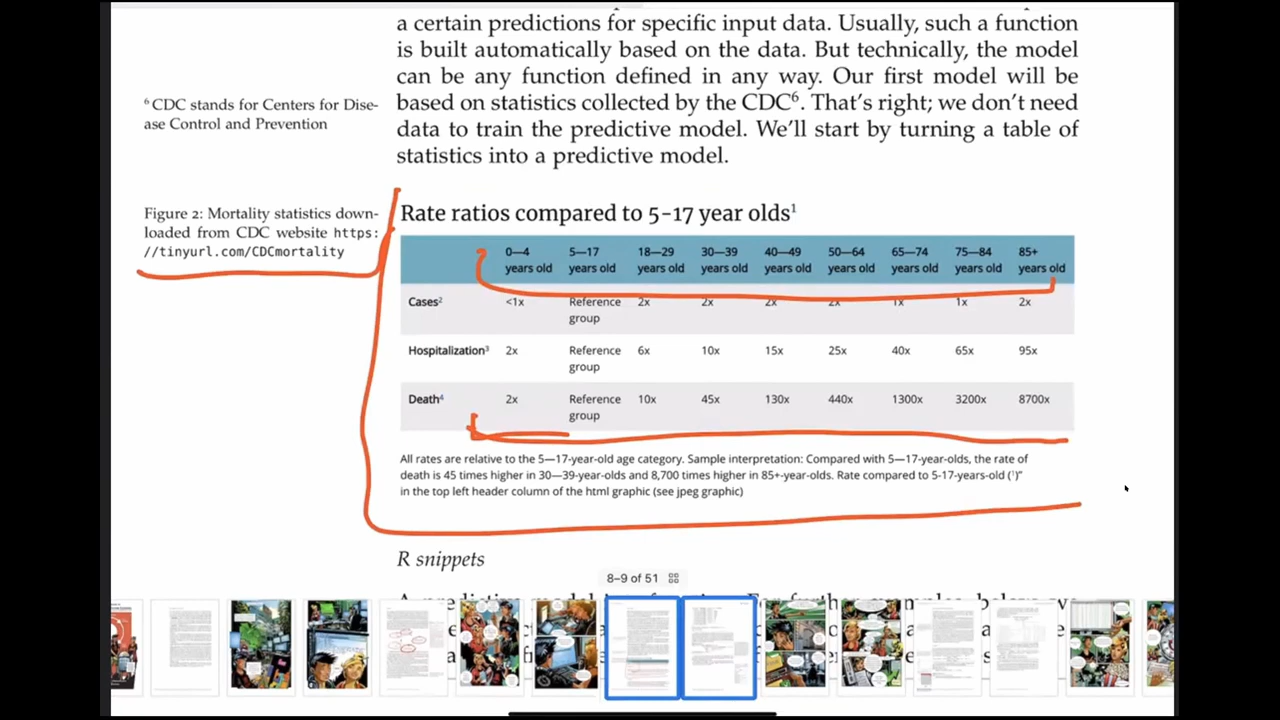 a certain predictions for specific input data. Usually, such a function
is built automatically based on the data. But technically, the model
can be any function defined in any way. Our first model will be
based on statistics collected by the CDC⁶. That's right; we don't need
data to train the predictive model. We'll start by turning a table of
statistics into a predictive model.
⁶ CDC stands for Centers for Dise-
ase Control and Prevention
Figure 2: Mortality statistics down-
loaded from CDC website https:
//tinyurl.com/CDCmortality
Rate ratios compared to 5-17 year olds¹
0—4 5—17 18—29 30—39 40—49 50—64 65—74 75—84 85+
years old years old years old years old years old years old years old years old years old
Cases² <1x Reference 2x 2x 2x 2x 1x 1x 2x
group
Hospitalization³ 2x Reference 6x 10x 15x 25x 40x 65x 95x
group
Death⁴ 2x Reference 10x 45x 130x 440x 1300x 3200x 8700x
group
All rates are relative to the 5—17-year-old age category. Sample interpretation: Compared with 5—17-year-olds, the rate of
death is 45 times higher in 30—39-year-olds and 8,700 times higher in 85+-year-olds. Rate compared to 5-17-years-old (¹)"
in the top left header column of the html graphic (see jpeg graphic)
R snippets
8–9 of 51